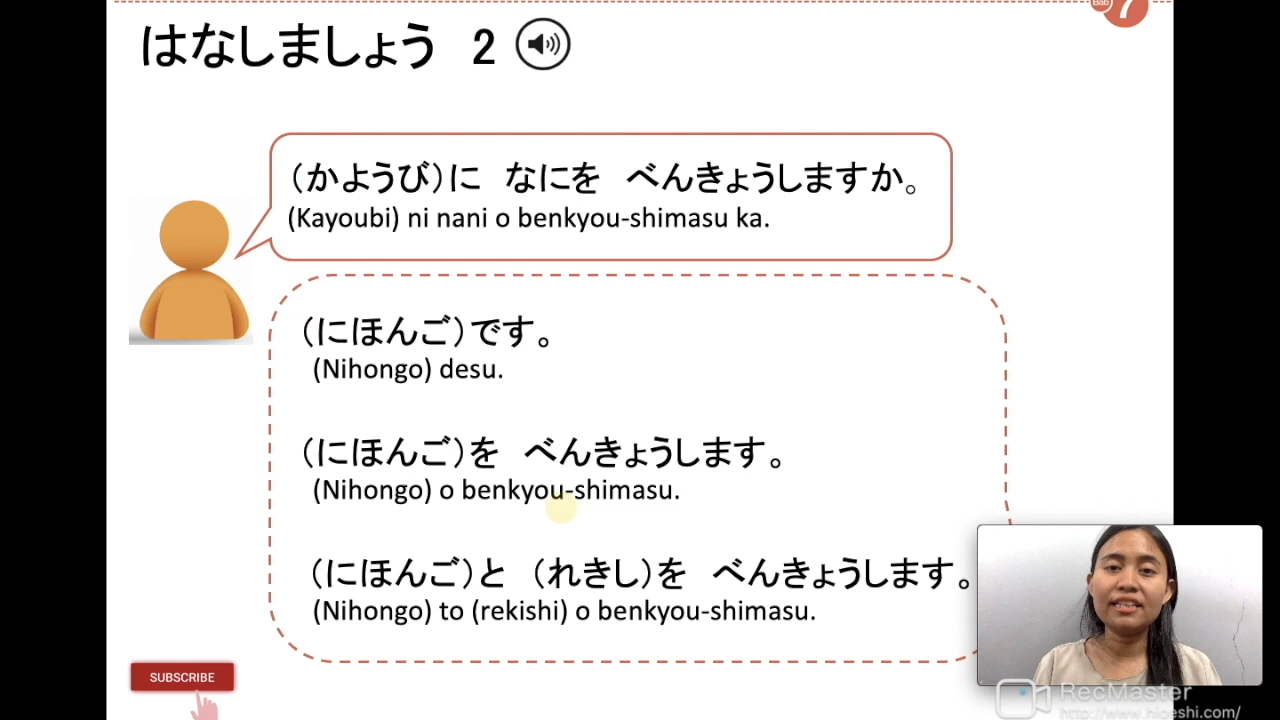 Bab 7
はなしましょう 2
(かようび)に なにを べんきょうしますか。
(Kayoubi) ni nani o benkyou-shimasu ka.
(にほんご)です。
(Nihongo) desu.
(にほんご)を べんきょうします。
(Nihongo) o benkyou-shimasu.
(にほんご)と (れきし)を べんきょうします。
(Nihongo) to (rekishi) o benkyou-shimasu.
SUBSCRIBE
RecMaster